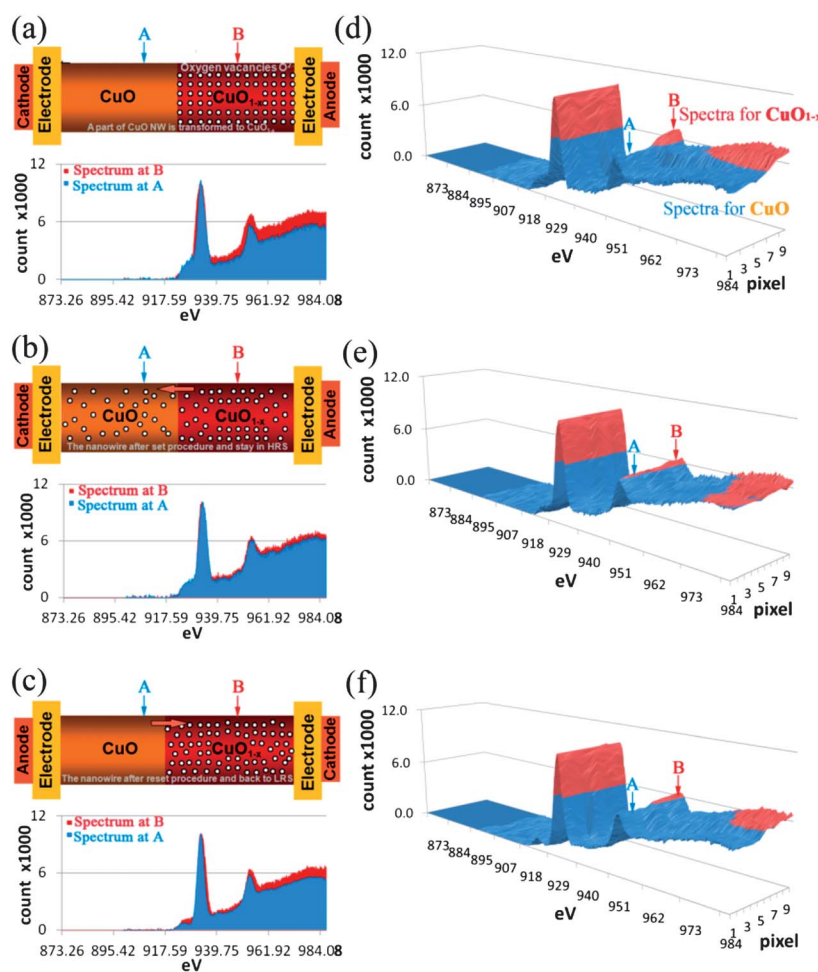 (a)
A
B
Cathode
Electrode
CuO
Oxygen vacancies
CuO1-x
Electrode
Anode
A part of CuO NW is transformed to
count x1000
12
6
0
Spectrum at B
Spectrum at A
873.26 895.42 917.59 939.75 961.92 984.08
eV
(b)
A
B
Cathode
Electrode
CuO
CuO1-x
Electrode
Anode
The nanowire after set procedure and stay in HRS
count x1000
12
6
0
Spectrum at B
Spectrum at A
873.26 895.42 917.59 939.75 961.92 984.08
eV
(c)
A
B
Anode
Electrode
CuO
CuO1-x
Electrode
Cathode
The nanowire after reset procedure and back to LRS
count x1000
12
6
0
Spectrum at B
Spectrum at A
873.26 895.42 917.59 939.75 961.92 984.08
eV
(d)
count x1000
12.0
6.0
0.0
A
B
Spectra for CuO1-x
Spectra for CuO
873 884 895 907 918 929 940 951 962 973 984
eV
1 3 5 7 9
pixel
(e)
count x1000
12.0
6.0
0.0
A
B
873 884 895 907 918 929 940 951 962 973 984
eV
1 3 5 7 9
pixel
(f)
count x1000
12.0
6.0
0.0
A
B
873 884 895 907 918 929 940 951 962 973 984
eV
1 3 5 7 9
pixel